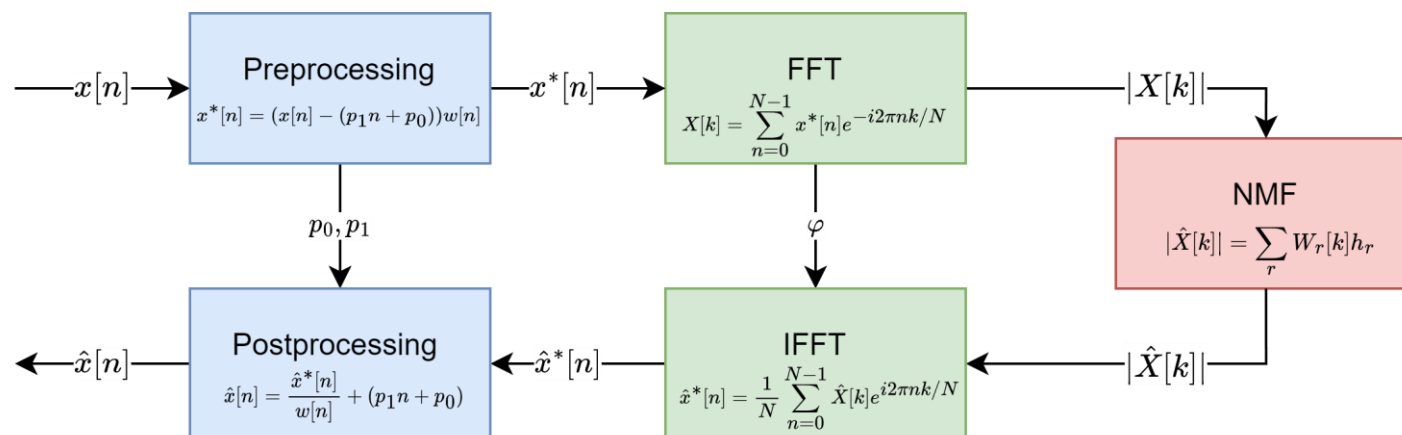 x[n]
Preprocessing
x*[n] = (x[n] − (p₁n + p₀))w[n]
x*[n]
FFT
X[k] = ∑_{n=0}^{N−1} x*[n]e^{−i2πnk/N}
|X[k]|
p₀, p₁
φ
NMF
|X̂[k]| = ∑_r W_r[k]h_r
x̂[n]
Postprocessing
x̂[n] = x̂*[n]/w[n] + (p₁n + p₀)
x̂*[n]
IFFT
x̂*[n] = 1/N ∑_{n=0}^{N−1} X̂[k]e^{i2πnk/N}
|X̂[k]|